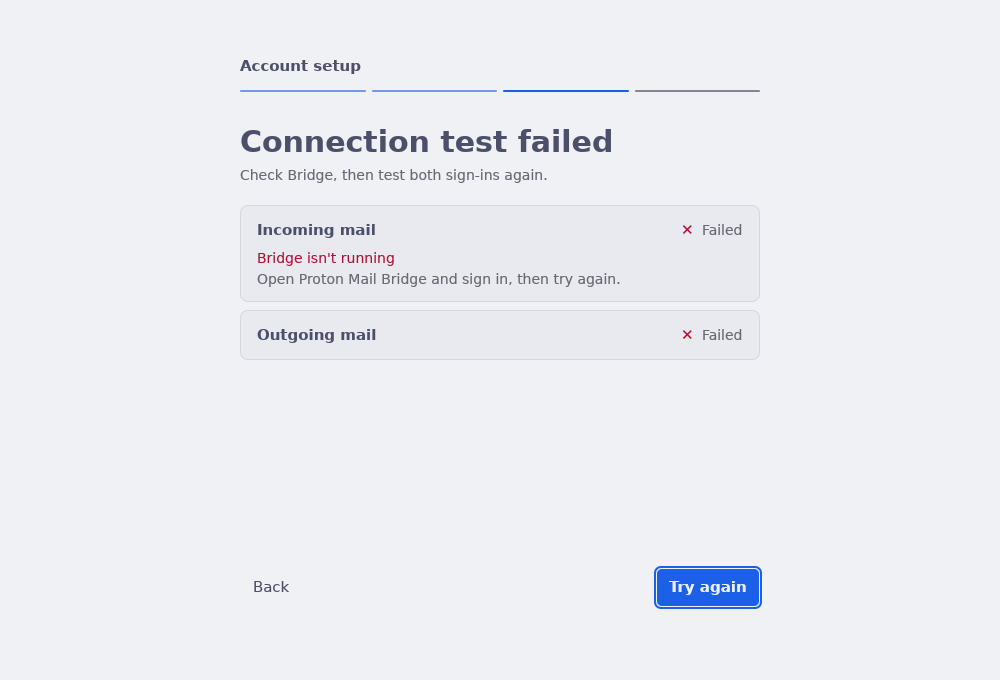 Account setup
Connection test failed
Check Bridge, then test both sign-ins again.
Incoming mail
✕ Failed
Bridge isn't running
Open Proton Mail Bridge and sign in, then try again.
Outgoing mail
✕ Failed
Back
Try again